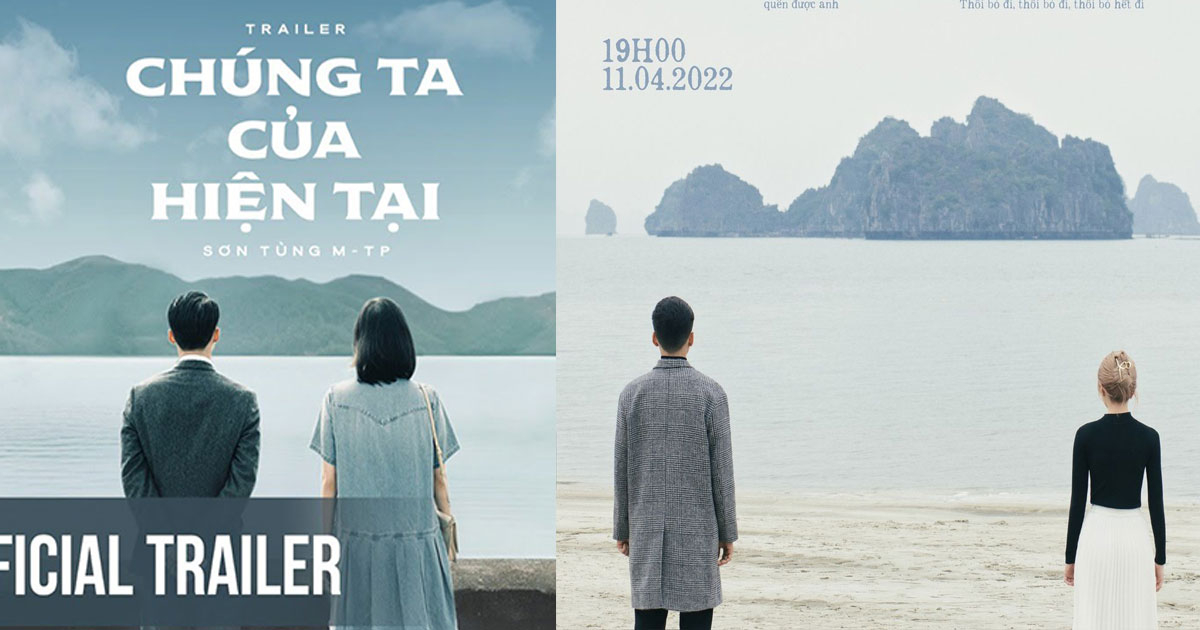 TRAILER
CHÚNG TA
CỦA
HIỆN TẠI
SƠN TÙNG M-TP
FICIAL TRAILER
quên được anh
Thôi bỏ đi, thôi bỏ đi, thôi bỏ hết đi
19H00
11.04.2022